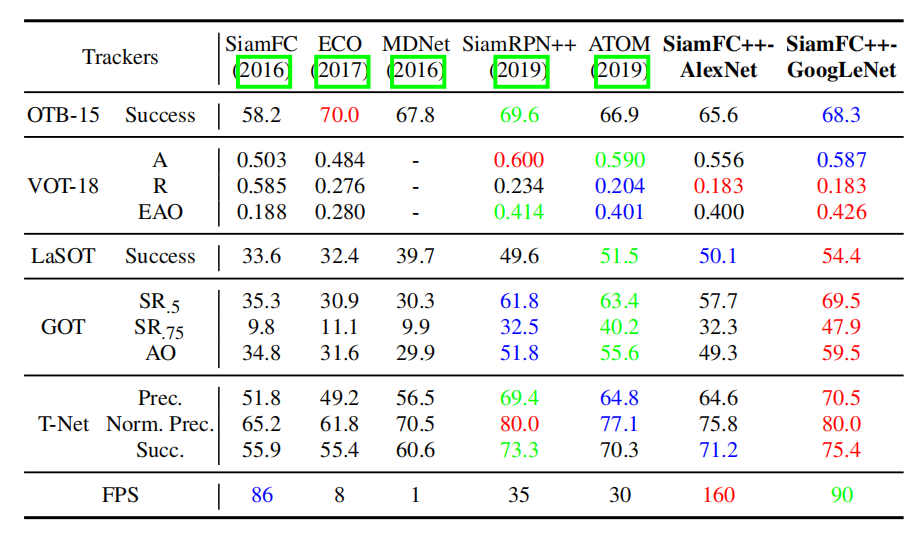 Trackers SiamFC (2016) ECO (2017) MDNet (2016) SiamRPN++ (2019) ATOM (2019) SiamFC++-AlexNet SiamFC++-GoogLeNet
OTB-15 Success 58.2 70.0 67.8 69.6 66.9 65.6 68.3
VOT-18 A 0.503 0.484 - 0.600 0.590 0.556 0.587
R 0.585 0.276 - 0.234 0.204 0.183 0.183
EAO 0.188 0.280 - 0.414 0.401 0.400 0.426
LaSOT Success 33.6 32.4 39.7 49.6 51.5 50.1 54.4
GOT SR.5 35.3 30.9 30.3 61.8 63.4 57.7 69.5
SR.75 9.8 11.1 9.9 32.5 40.2 32.3 47.9
AO 34.8 31.6 29.9 51.8 55.6 49.3 59.5
T-Net Prec. 51.8 49.2 56.5 69.4 64.8 64.6 70.5
Norm. Prec. 65.2 61.8 70.5 80.0 77.1 75.8 80.0
Succ. 55.9 55.4 60.6 73.3 70.3 71.2 75.4
FPS 86 8 1 35 30 160 90